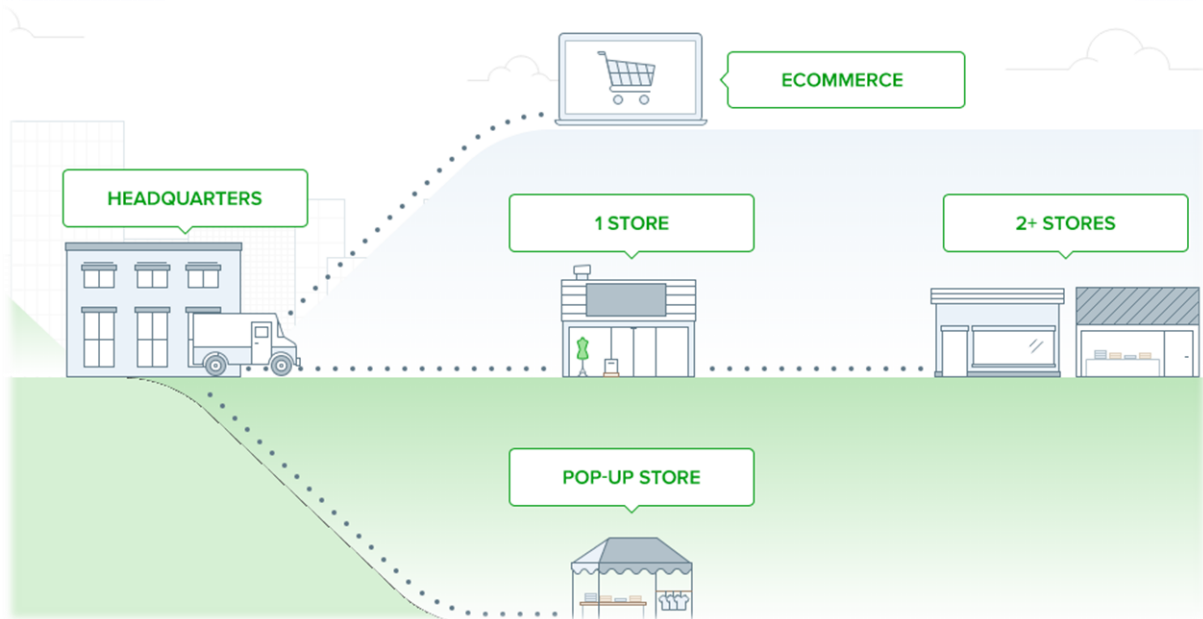 ECOMMERCE
HEADQUARTERS
1 STORE
2+ STORES
POP-UP STORE